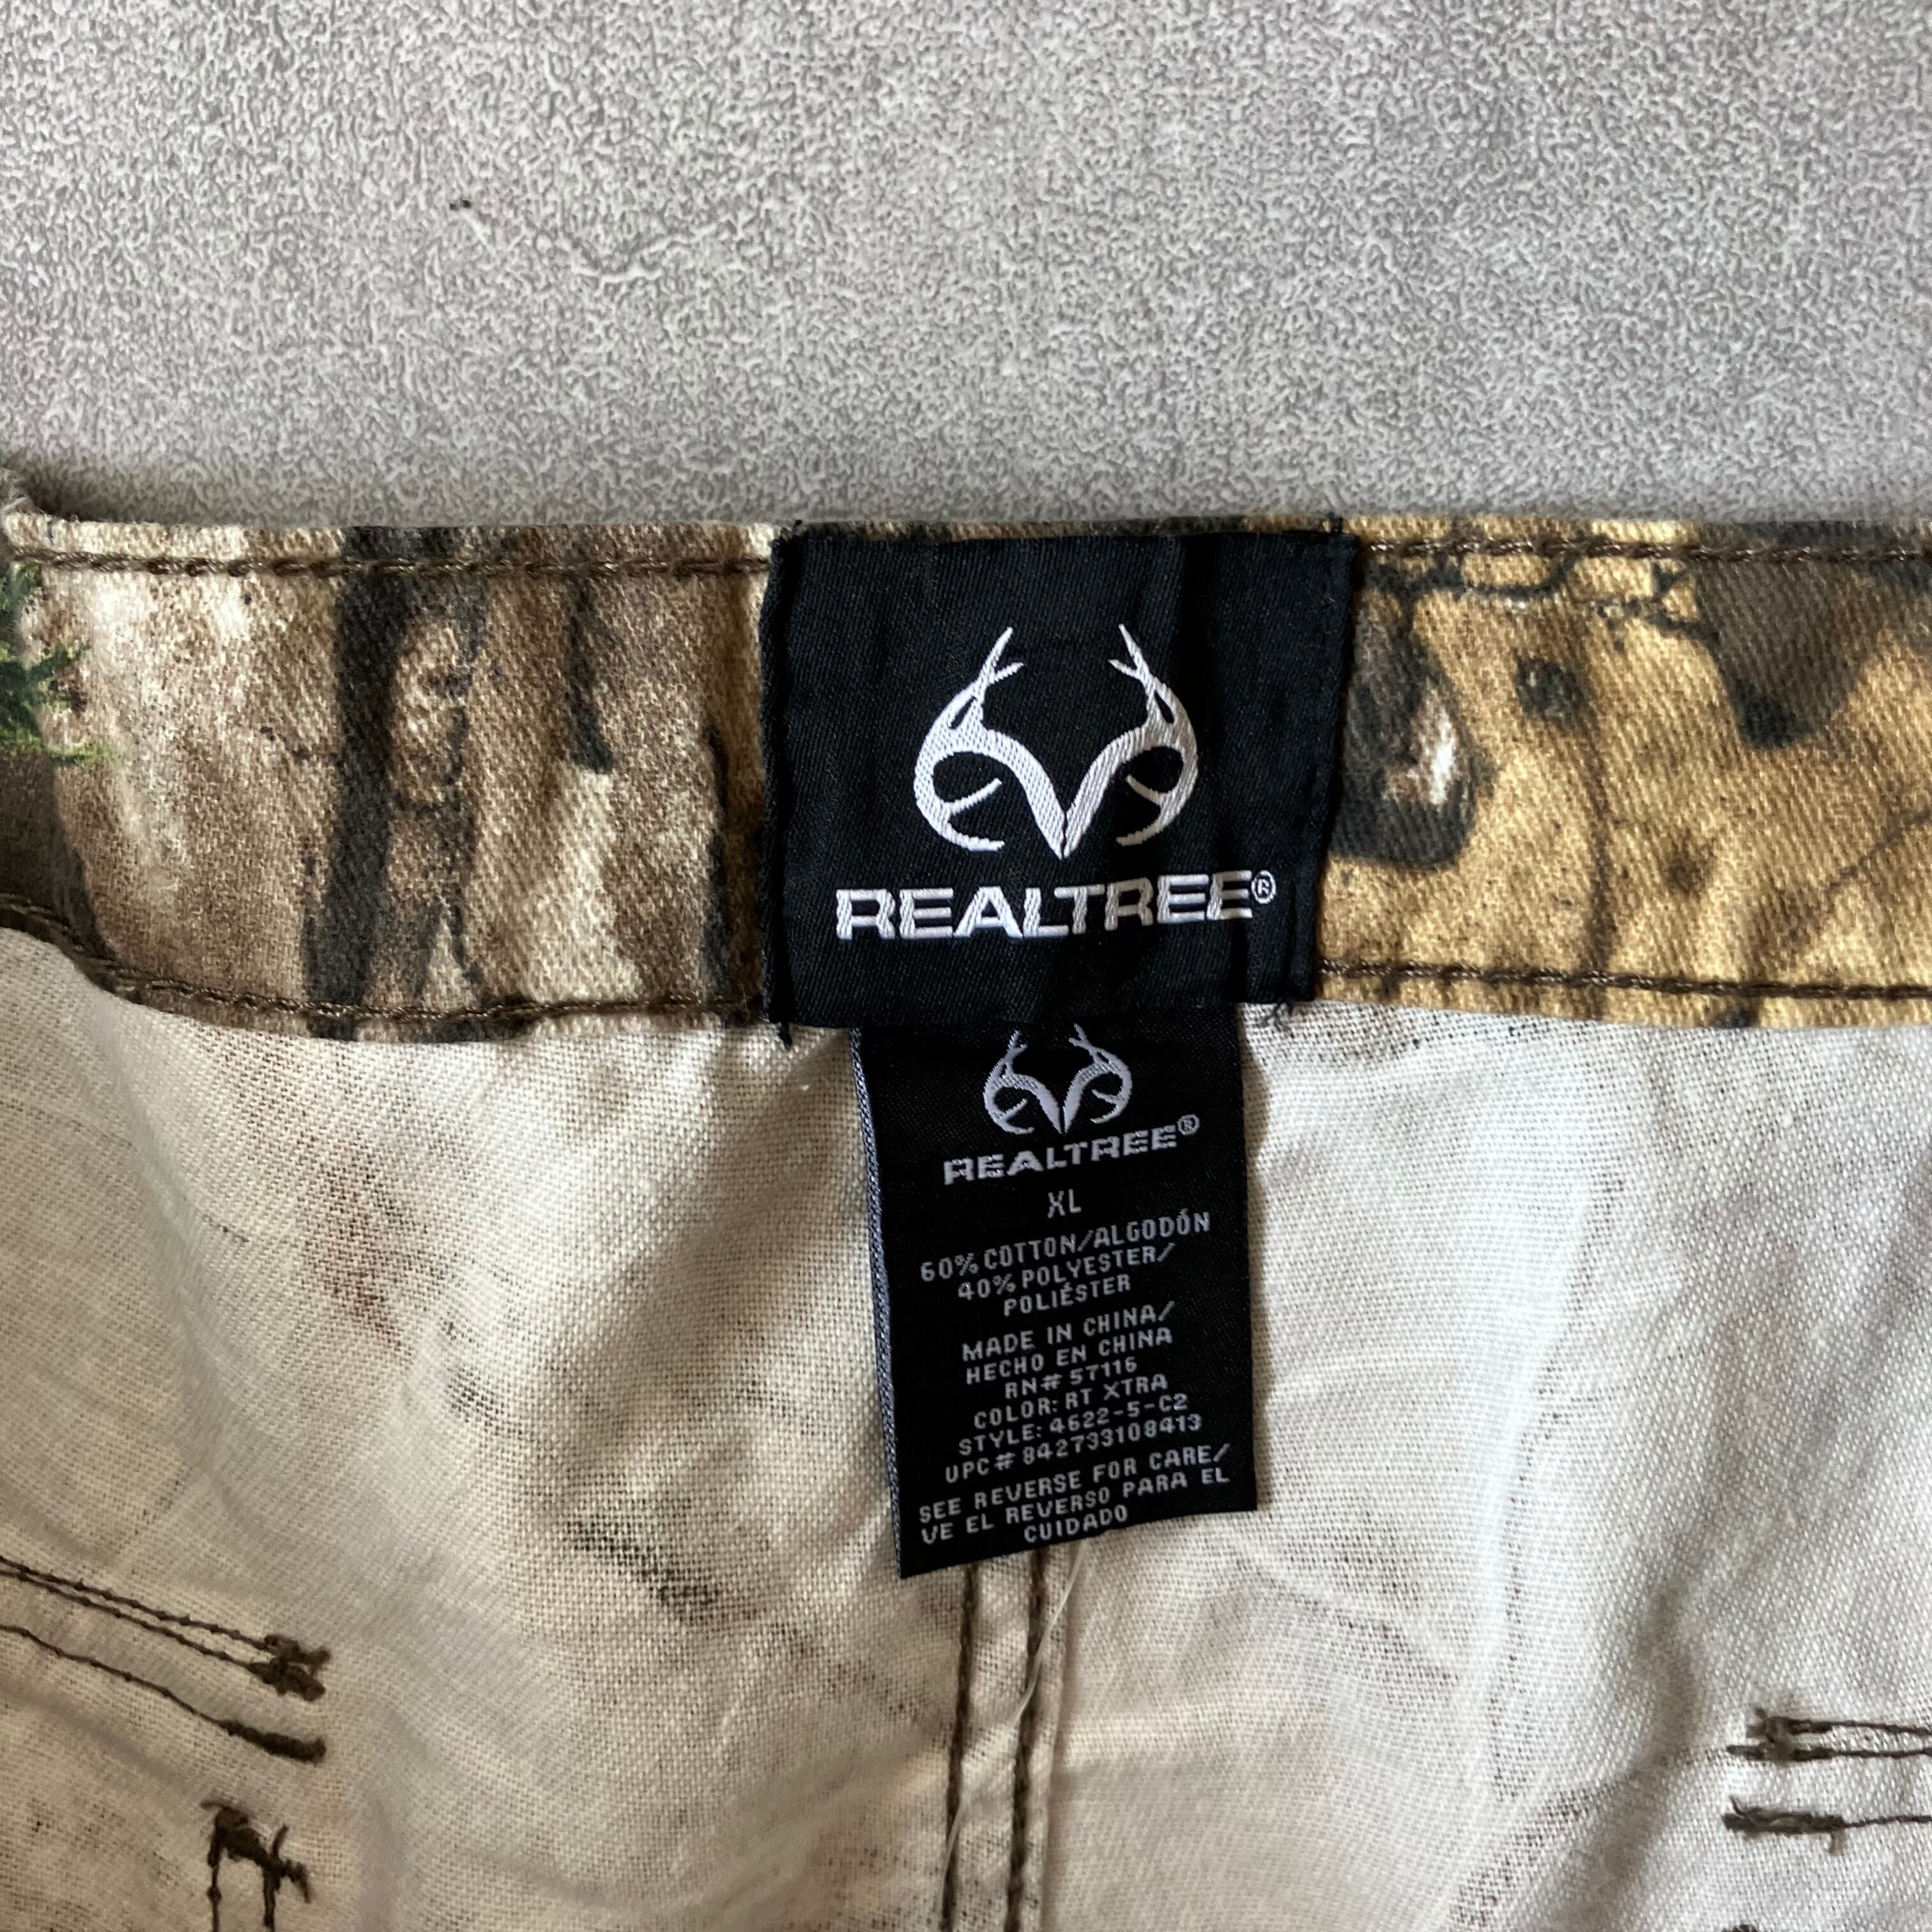 REALTREE®
REALTREE®
XL
60% COTTON/ALGODÓN
40% POLYESTER/
POLIÉSTER
MADE IN CHINA/
HECHO EN CHINA
RN# 57116
COLOR: RT XTRA
STYLE: 4622-5-C2
UPC# 842733108413
SEE REVERSE FOR CARE/
VE EL REVERSO PARA EL
CUIDADO